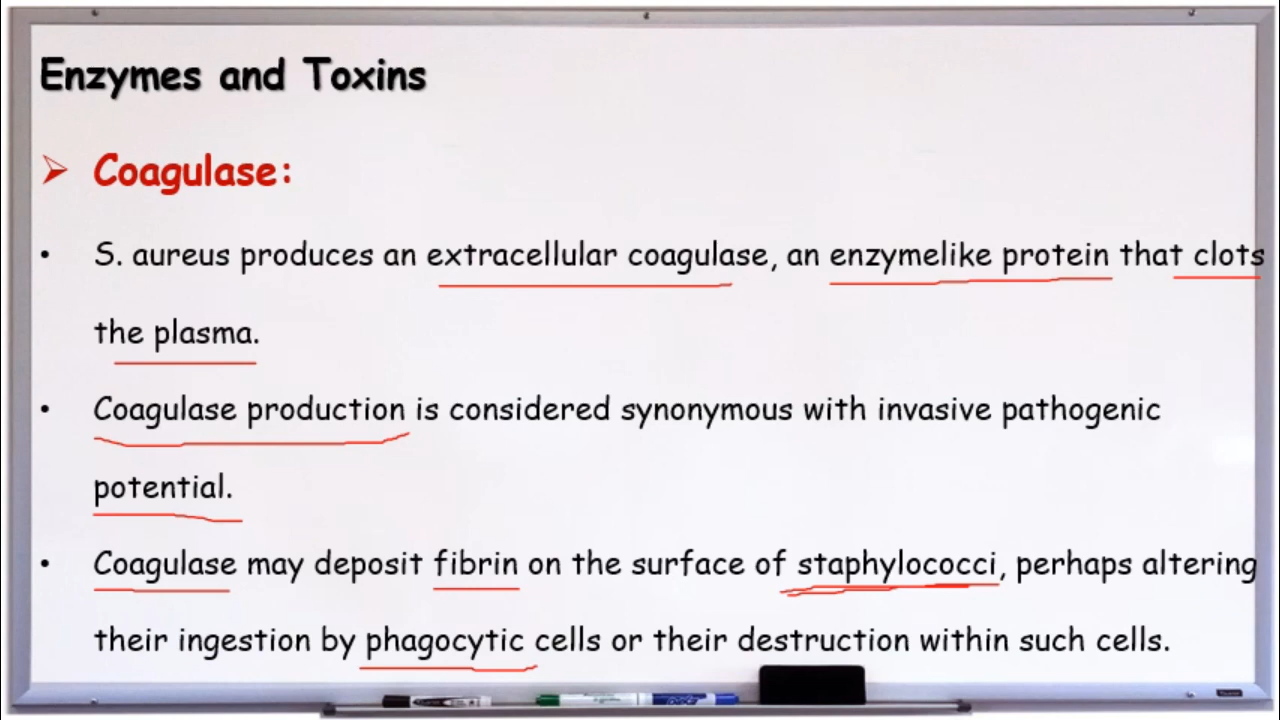 Enzymes and Toxins
➢ Coagulase:
• S. aureus produces an extracellular coagulase, an enzymelike protein that clots
the plasma.
• Coagulase production is considered synonymous with invasive pathogenic
potential.
• Coagulase may deposit fibrin on the surface of staphylococci, perhaps altering
their ingestion by phagocytic cells or their destruction within such cells.